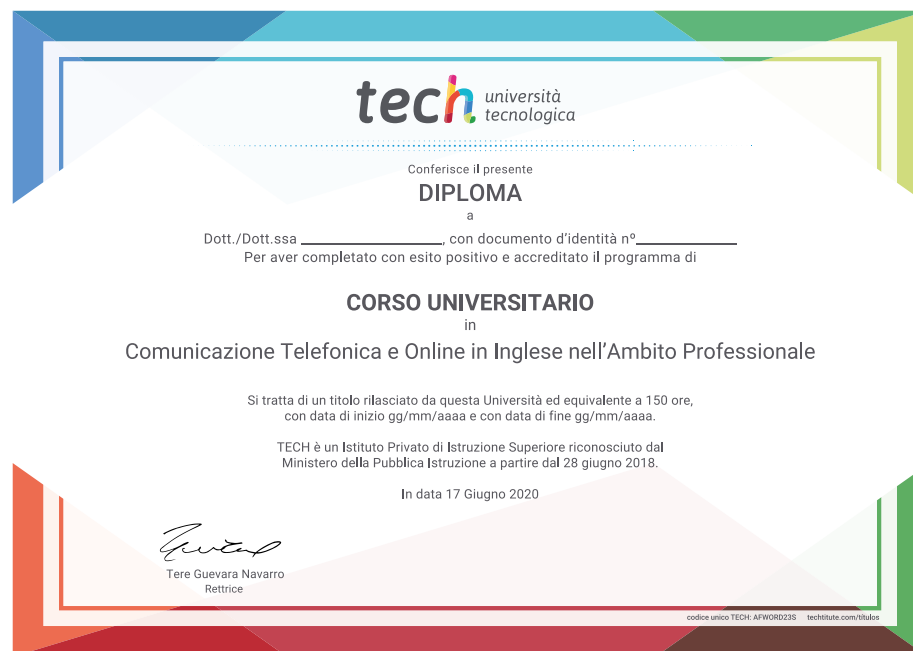 tech università
tecnologica
Conferisce il presente
DIPLOMA
a
Dott./Dott.ssa ____________________, con documento d'identità nº______________
Per aver completato con esito positivo e accreditato il programma di
CORSO UNIVERSITARIO
in
Comunicazione Telefonica e Online in Inglese nell'Ambito Professionale
Si tratta di un titolo rilasciato da questa Università ed equivalente a 150 ore,
con data di inizio gg/mm/aaaa e con data di fine gg/mm/aaaa.
TECH è un Istituto Privato di Istruzione Superiore riconosciuto dal
Ministero della Pubblica Istruzione a partire dal 28 giugno 2018.
In data 17 Giugno 2020
Tere Guevara Navarro
Rettrice
codice unico TECH: AFWORD23S techtitute.com/titulos